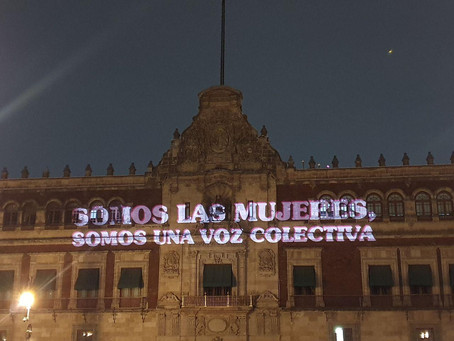 SOMOS LAS MUJERES,
SOMOS UNA VOZ COLECTIVA